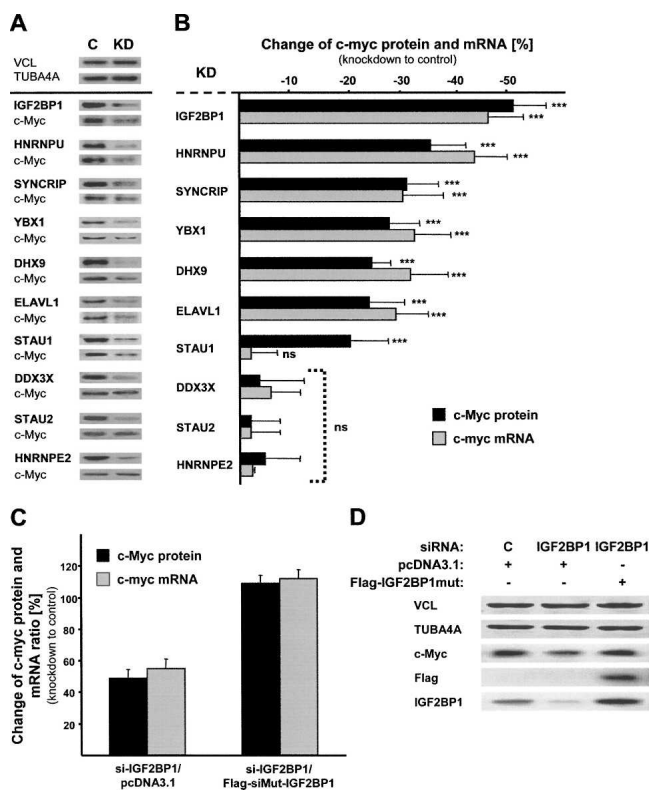 A
C KD
VCL
TUBA4A
IGF2BP1
c-Myc
HNRNPU
c-Myc
SYNCRIP
c-Myc
YBX1
c-Myc
DHX9
c-Myc
ELAVL1
c-Myc
STAU1
c-Myc
DDX3X
c-Myc
STAU2
c-Myc
HNRNPE2
c-Myc
B
Change of c-myc protein and mRNA [%]
(knockdown to control)
KD
-10 -20 -30 -40 -50
IGF2BP1
***
***
HNRNPU
***
***
SYNCRIP
***
***
YBX1
***
***
DHX9
***
***
ELAVL1
***
***
STAU1
***
ns
DDX3X
STAU2
HNRNPE2
ns
c-Myc protein
c-myc mRNA
C
Change of c-myc protein and
mRNA ratio [%]
(knockdown to control)
100
80
60
40
20
c-Myc protein
c-myc mRNA
si-IGF2BP1/
pcDNA3.1
si-IGF2BP1/
Flag-siMut-IGF2BP1
D
siRNA: C IGF2BP1 IGF2BP1
pcDNA3.1: + + -
Flag-IGF2BP1mut: - - +
VCL
TUBA4A
c-Myc
Flag
IGF2BP1